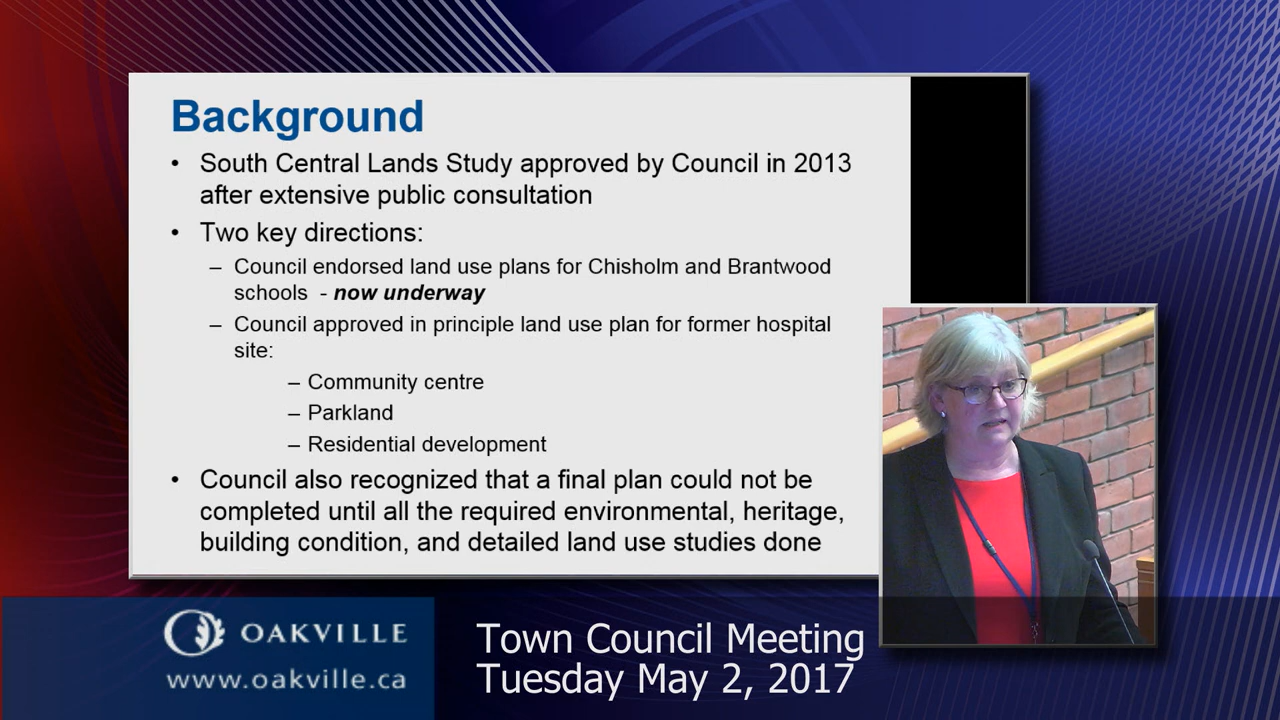 Background
• South Central Lands Study approved by Council in 2013
after extensive public consultation
• Two key directions:
– Council endorsed land use plans for Chisholm and Brantwood
schools - now underway
– Council approved in principle land use plan for former hospital
site:
– Community centre
– Parkland
– Residential development
• Council also recognized that a final plan could not be
completed until all the required environmental, heritage,
building condition, and detailed land use studies done
OAKVILLE
www.oakville.ca
Town Council Meeting
Tuesday May 2, 2017